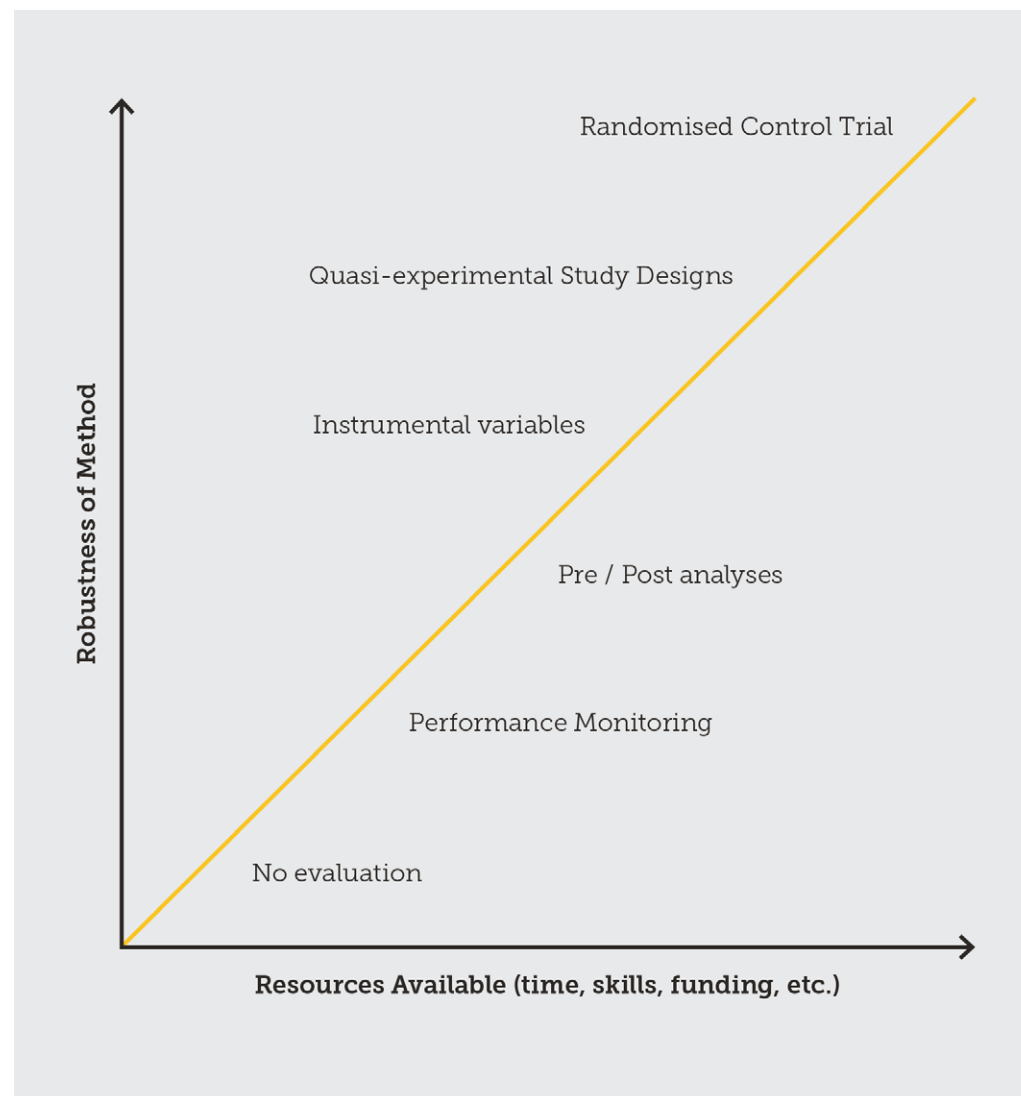 Randomised Control Trial
Quasi-experimental Study Designs
Instrumental variables
Pre / Post analyses
Performance Monitoring
No evaluation
Robustness of Method
Resources Available (time, skills, funding, etc.)